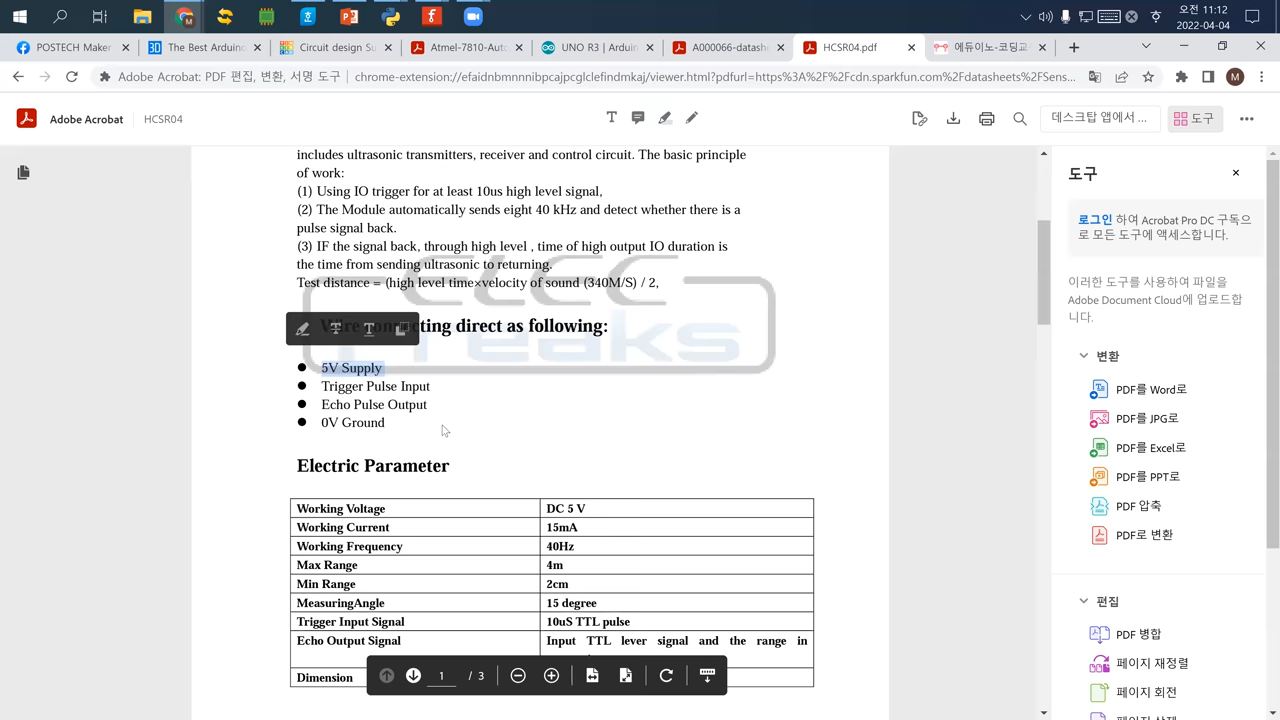 오전 11:12
2022-04-04
POSTECH Maker
The Best Arduin
Circuit design Su
Atmel-7810-Auto
UNO R3 | Arduin
A000066-datash
HCSR04.pdf
에듀이노-코딩교
Adobe Acrobat: PDF 편집, 변환, 서명 도구 | chrome-extension://efaidnbmnnnibpcajpcglclefindmkaj/viewer.html?pdfurl=https%3A%2F%2Fcdn.sparkfun.com%2Fdatasheets%2FSens...
M
Adobe Acrobat
HCSR04
데스크탑 앱에서 ...
도구
includes ultrasonic transmitters, receiver and control circuit. The basic principle
of work:
(1) Using IO trigger for at least 10us high level signal,
(2) The Module automatically sends eight 40 kHz and detect whether there is a
pulse signal back.
(3) IF the signal back, through high level , time of high output IO duration is
the time from sending ultrasonic to returning.
Test distance = (high level time×velocity of sound (340M/S) / 2,
ELEC
Freaks
direct as following:
5V Supply
Trigger Pulse Input
Echo Pulse Output
0V Ground
Electric Parameter
Working Voltage DC 5 V
Working Current 15mA
Working Frequency 40Hz
Max Range 4m
Min Range 2cm
MeasuringAngle 15 degree
Trigger Input Signal 10uS TTL pulse
Echo Output Signal Input TTL lever signal and the range in
Dimension
1 / 3
도구
로그인 하여 Acrobat Pro DC 구독으
로 모든 도구에 액세스합니다.
이러한 도구를 사용하여 파일을
Adobe Document Cloud에 업로드합
니다.
변환
PDF를 Word로
PDF를 JPG로
PDF를 Excel로
PDF를 PPT로
PDF 압축
PDF로 변환
편집
PDF 병합
페이지 재정렬
페이지 회전